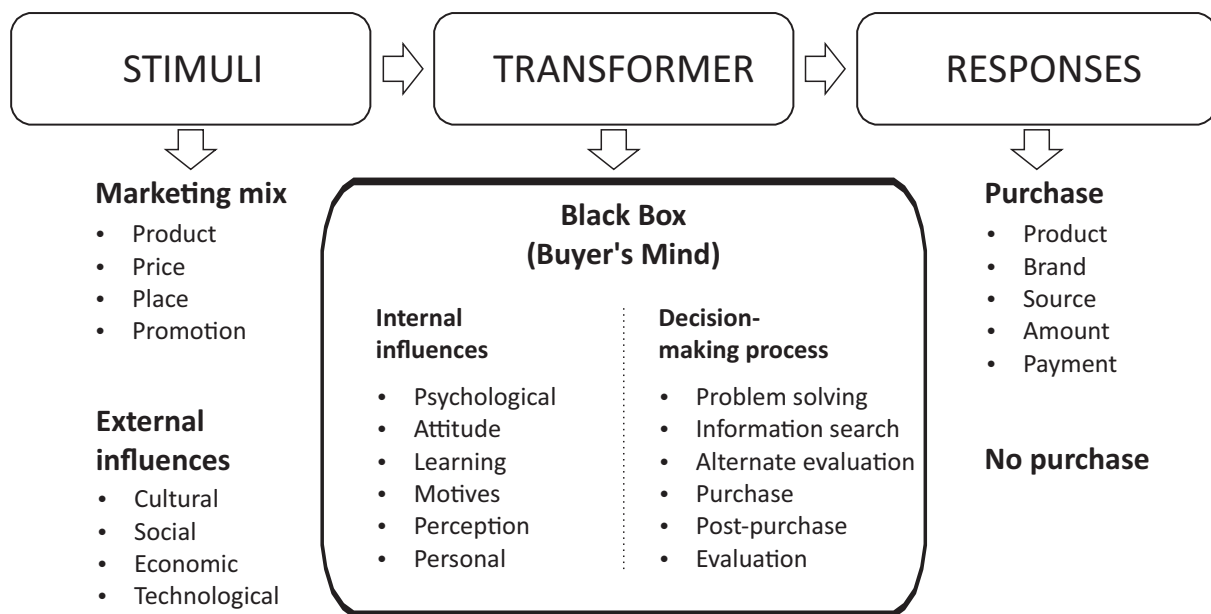 STIMULI
TRANSFORMER
RESPONSES
Marketing mix
• Product
• Price
• Place
• Promotion
External
influences
• Cultural
• Social
• Economic
• Technological
Black Box
(Buyer's Mind)
Internal
influences
• Psychological
• Attitude
• Learning
• Motives
• Perception
• Personal
Decision-
making process
• Problem solving
• Information search
• Alternate evaluation
• Purchase
• Post-purchase
• Evaluation
Purchase
• Product
• Brand
• Source
• Amount
• Payment
No purchase